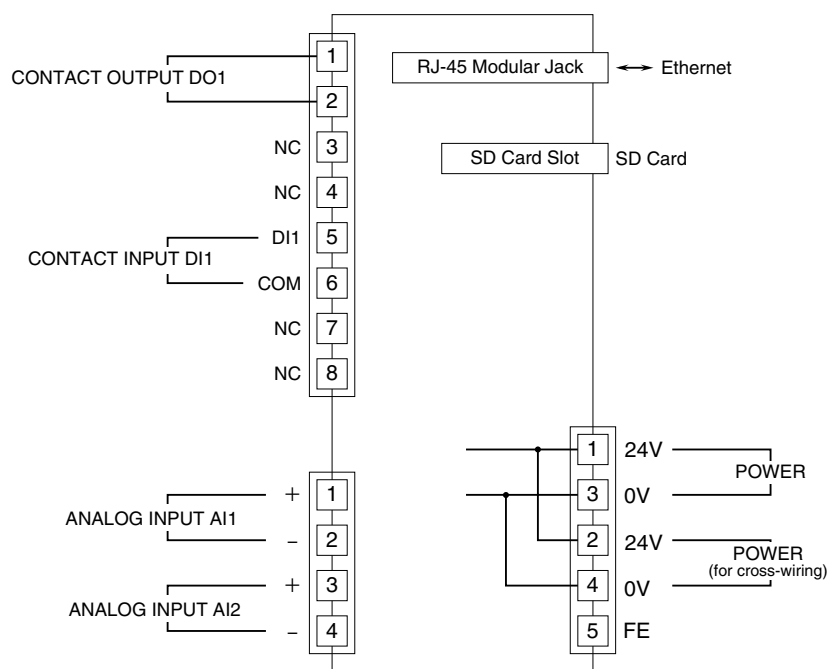 CONTACT OUTPUT DO1
1
2
NC 3
NC 4
CONTACT INPUT DI1
DI1 5
COM 6
NC 7
NC 8
RJ-45 Modular Jack Ethernet
SD Card Slot SD Card
ANALOG INPUT AI1
+ 1
− 2
ANALOG INPUT AI2
+ 3
− 4
1 24V
3 0V
POWER
2 24V
4 0V
POWER
(for cross-wiring)
5 FE